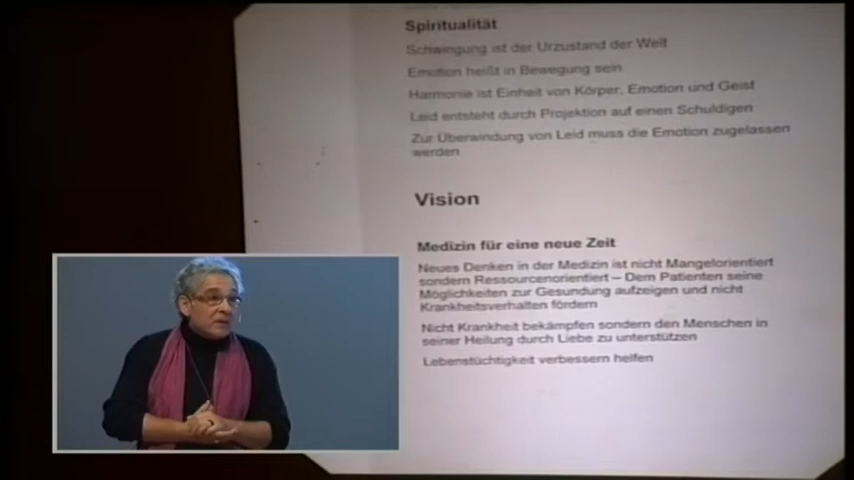 Spiritualität
Schwingung ist der Urzustand der Welt
Emotion heißt in Bewegung sein
Harmonie ist Einheit von Körper, Emotion und Geist
Leid entsteht durch Projektion auf einen Schuldigen
Zur Überwindung von Leid muss die Emotion zugelassen
werden
Vision
Medizin für eine neue Zeit
Neues Denken in der Medizin ist nicht Mangelorientiert
sondern Ressourcenorientiert – Dem Patienten seine
Möglichkeiten zur Gesundung aufzeigen und nicht
Krankheitsverhalten fördern
Nicht Krankheit bekämpfen sondern den Menschen in
seiner Heilung durch Liebe zu unterstützen
Lebenstüchtigkeit verbessern helfen